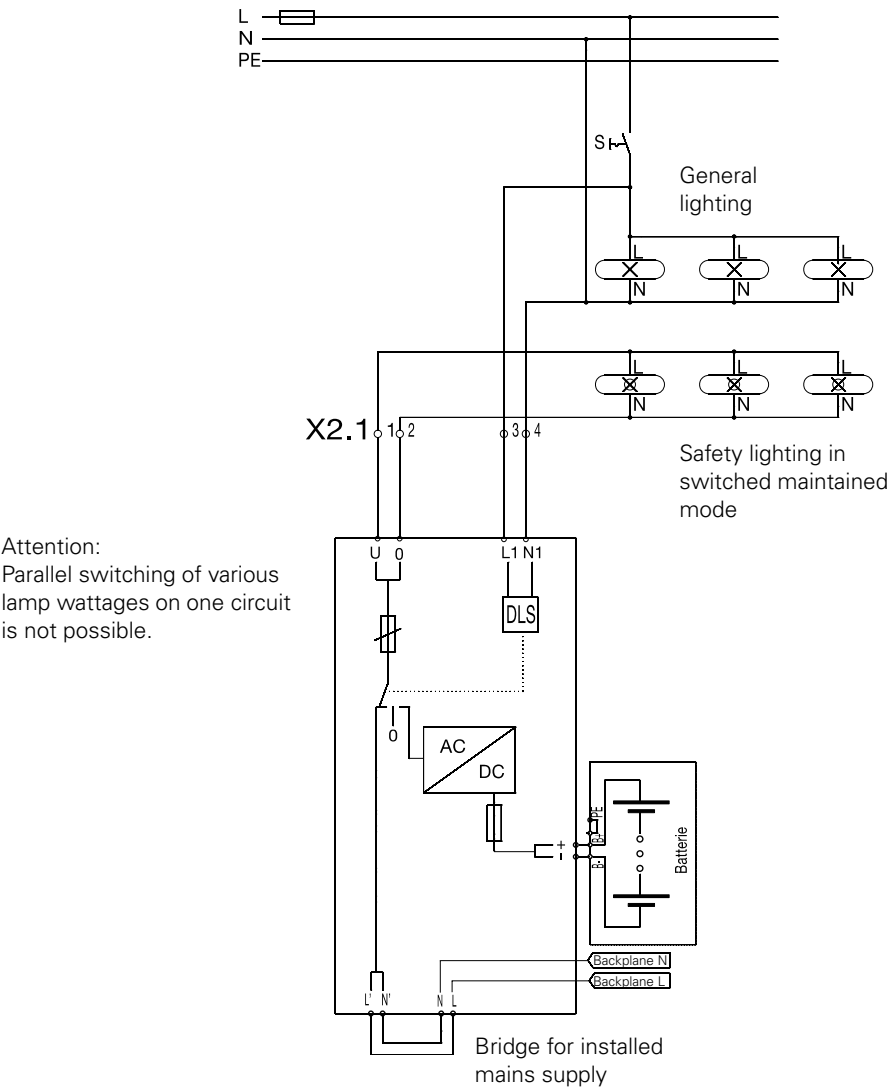 L
N
PE
S
General
lighting
L L L
N N N
L L L
N N N
X2.1 1 2 3 4
Safety lighting in
switched maintained
mode
Attention:
Parallel switching of various
lamp wattages on one circuit
is not possible.
U 0 L1 N1
DLS
0
AC
DC
PE
B+
B-
+
-
Batterie
Backplane N
Backplane L
L' N' N L
Bridge for installed
mains supply